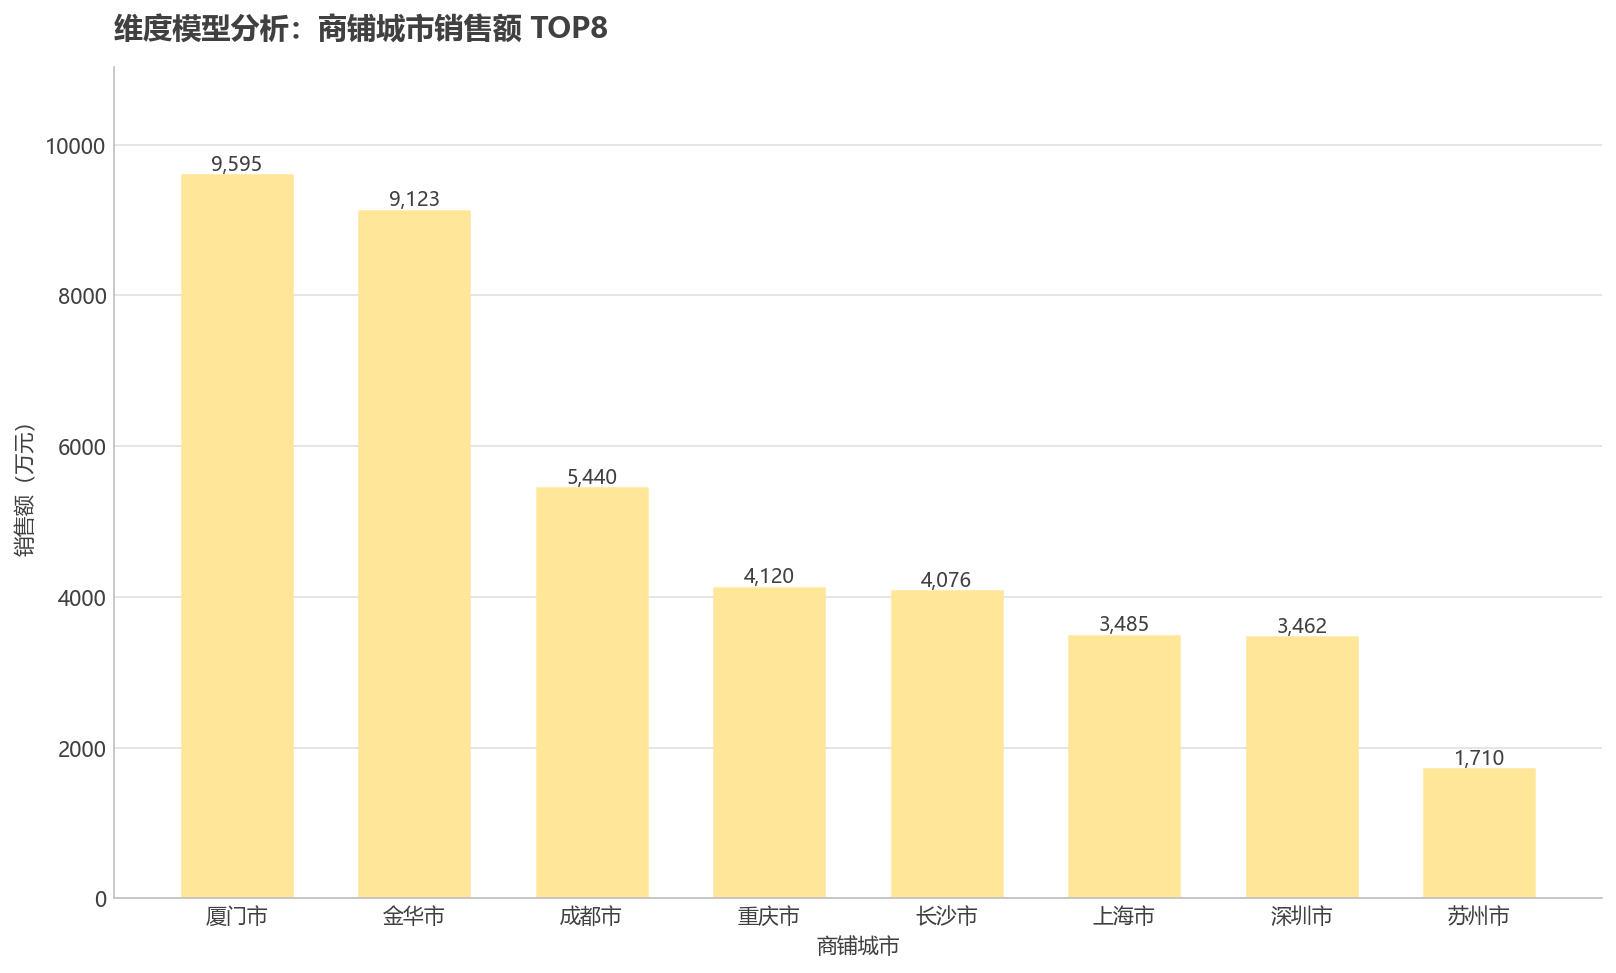 维度模型分析：商铺城市销售额 TOP8
销售额（万元）
10000
8000
6000
4000
2000
0
9,595
9,123
5,440
4,120
4,076
3,485
3,462
1,710
厦门市
金华市
成都市
重庆市
长沙市
上海市
深圳市
苏州市
商铺城市